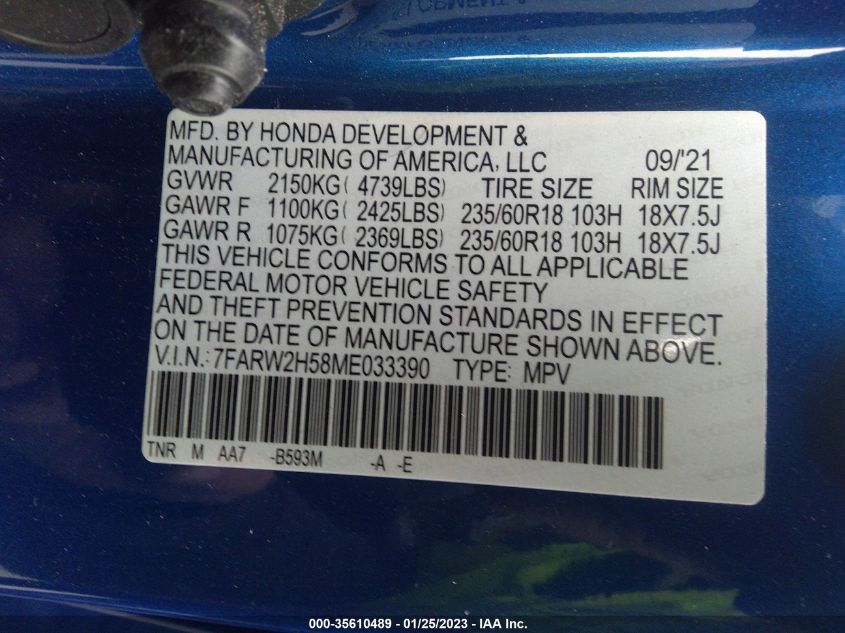 MFD. BY HONDA DEVELOPMENT &
MANUFACTURING OF AMERICA, LLC 09/'21
GVWR 2150KG( 4739LBS) TIRE SIZE RIM SIZE
GAWR F 1100KG( 2425LBS) 235/60R18 103H 18X7.5J
GAWR R 1075KG( 2369LBS) 235/60R18 103H 18X7.5J
THIS VEHICLE CONFORMS TO ALL APPLICABLE
FEDERAL MOTOR VEHICLE SAFETY
AND THEFT PREVENTION STANDARDS IN EFFECT
ON THE DATE OF MANUFACTURE SHOWN ABOVE.
V.I.N.: 7FARW2H58ME033390 TYPE: MPV
TNR M AA7 -B593M -A -E
000-35610489 - 01/25/2023 - IAA Inc.